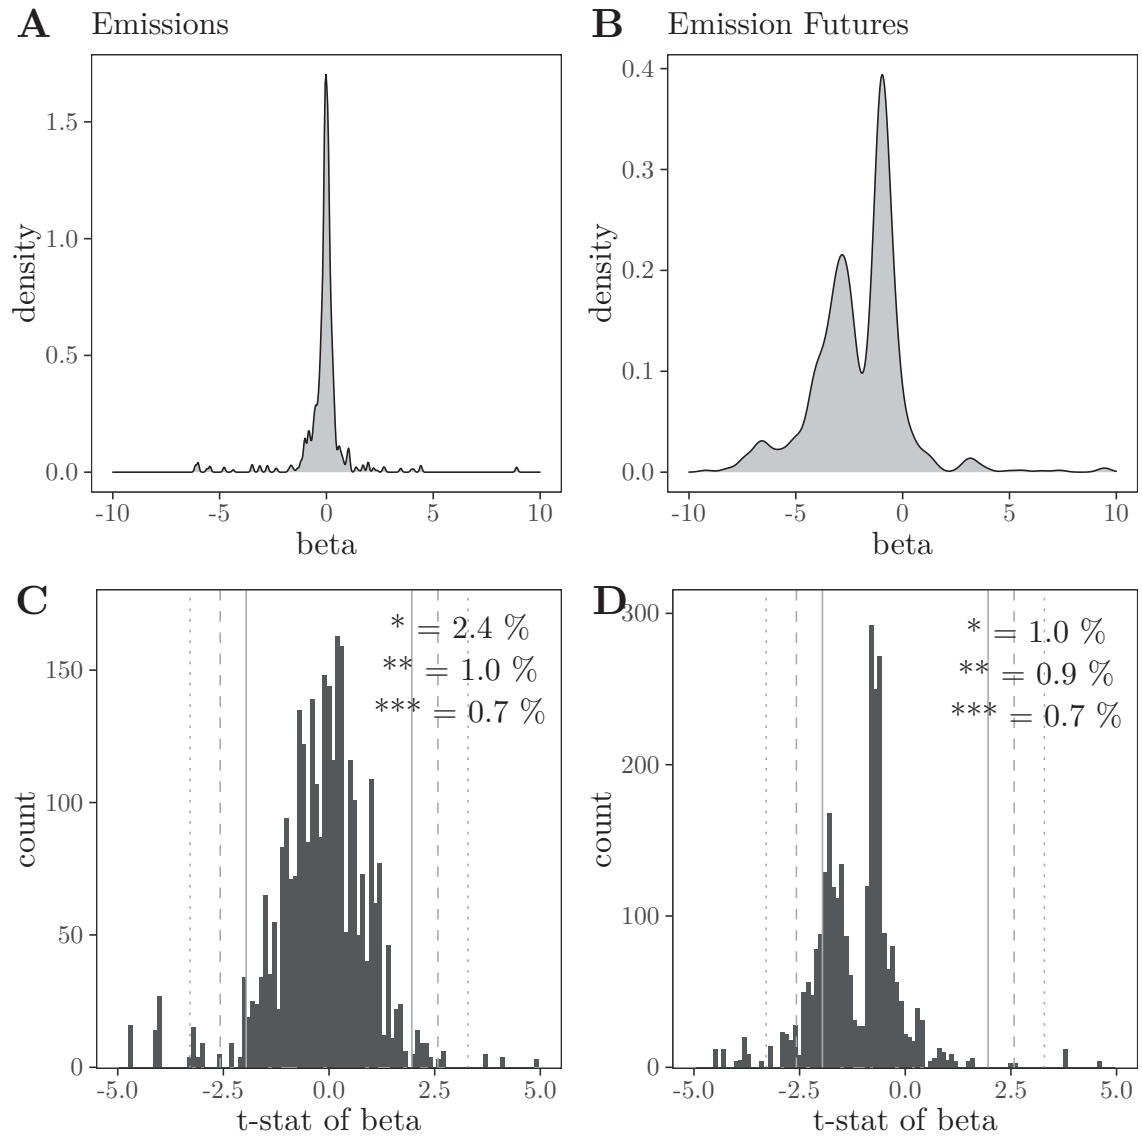 A Emissions
1.5
1.0
0.5
0.0
density
-10 -5 0 5 10
beta
B Emission Futures
0.4
0.3
0.2
0.1
0.0
density
-10 -5 0 5 10
beta
C
* = 2.4 %
** = 1.0 %
*** = 0.7 %
150
100
50
0
count
-5.0 -2.5 0.0 2.5 5.0
t-stat of beta
D
* = 1.0 %
** = 0.9 %
*** = 0.7 %
300
200
100
0
count
-5.0 -2.5 0.0 2.5 5.0
t-stat of beta